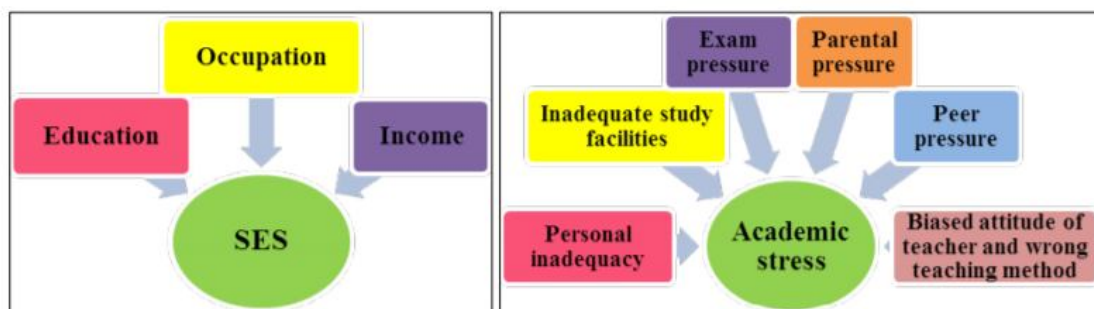 Occupation
Education
Income
SES
Exam
pressure
Parental
pressure
Inadequate study
facilities
Peer
pressure
Personal
inadequacy
Academic
stress
Biased attitude of
teacher and wrong
teaching method